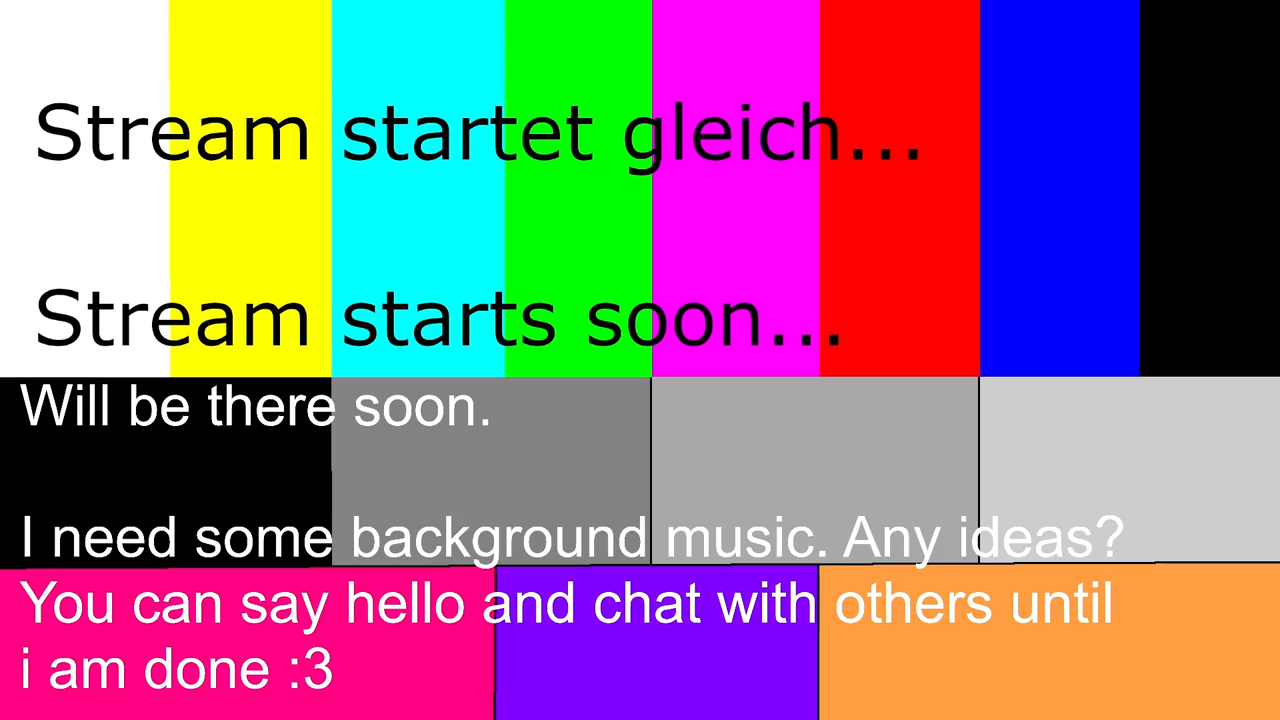 Stream startet gleich...
Stream starts soon...
Will be there soon.
I need some background music. Any ideas?
You can say hello and chat with others until
i am done :3